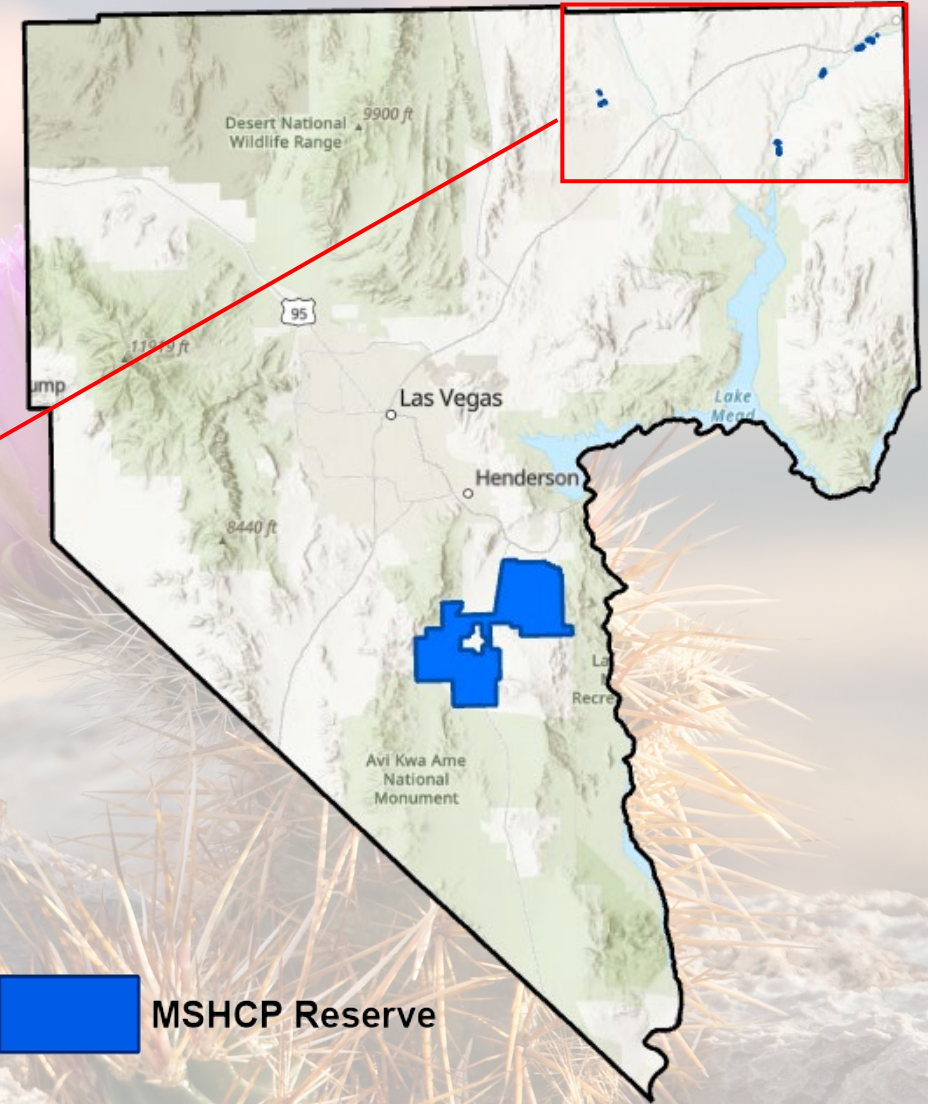 9900 ft
Desert National
Wildlife Range
95
11919 ft
ump
Las Vegas
Lake
Mead
Henderson
8440 ft
La
Recre
Avi Kwa Ame
National
Monument
MSHCP Reserve